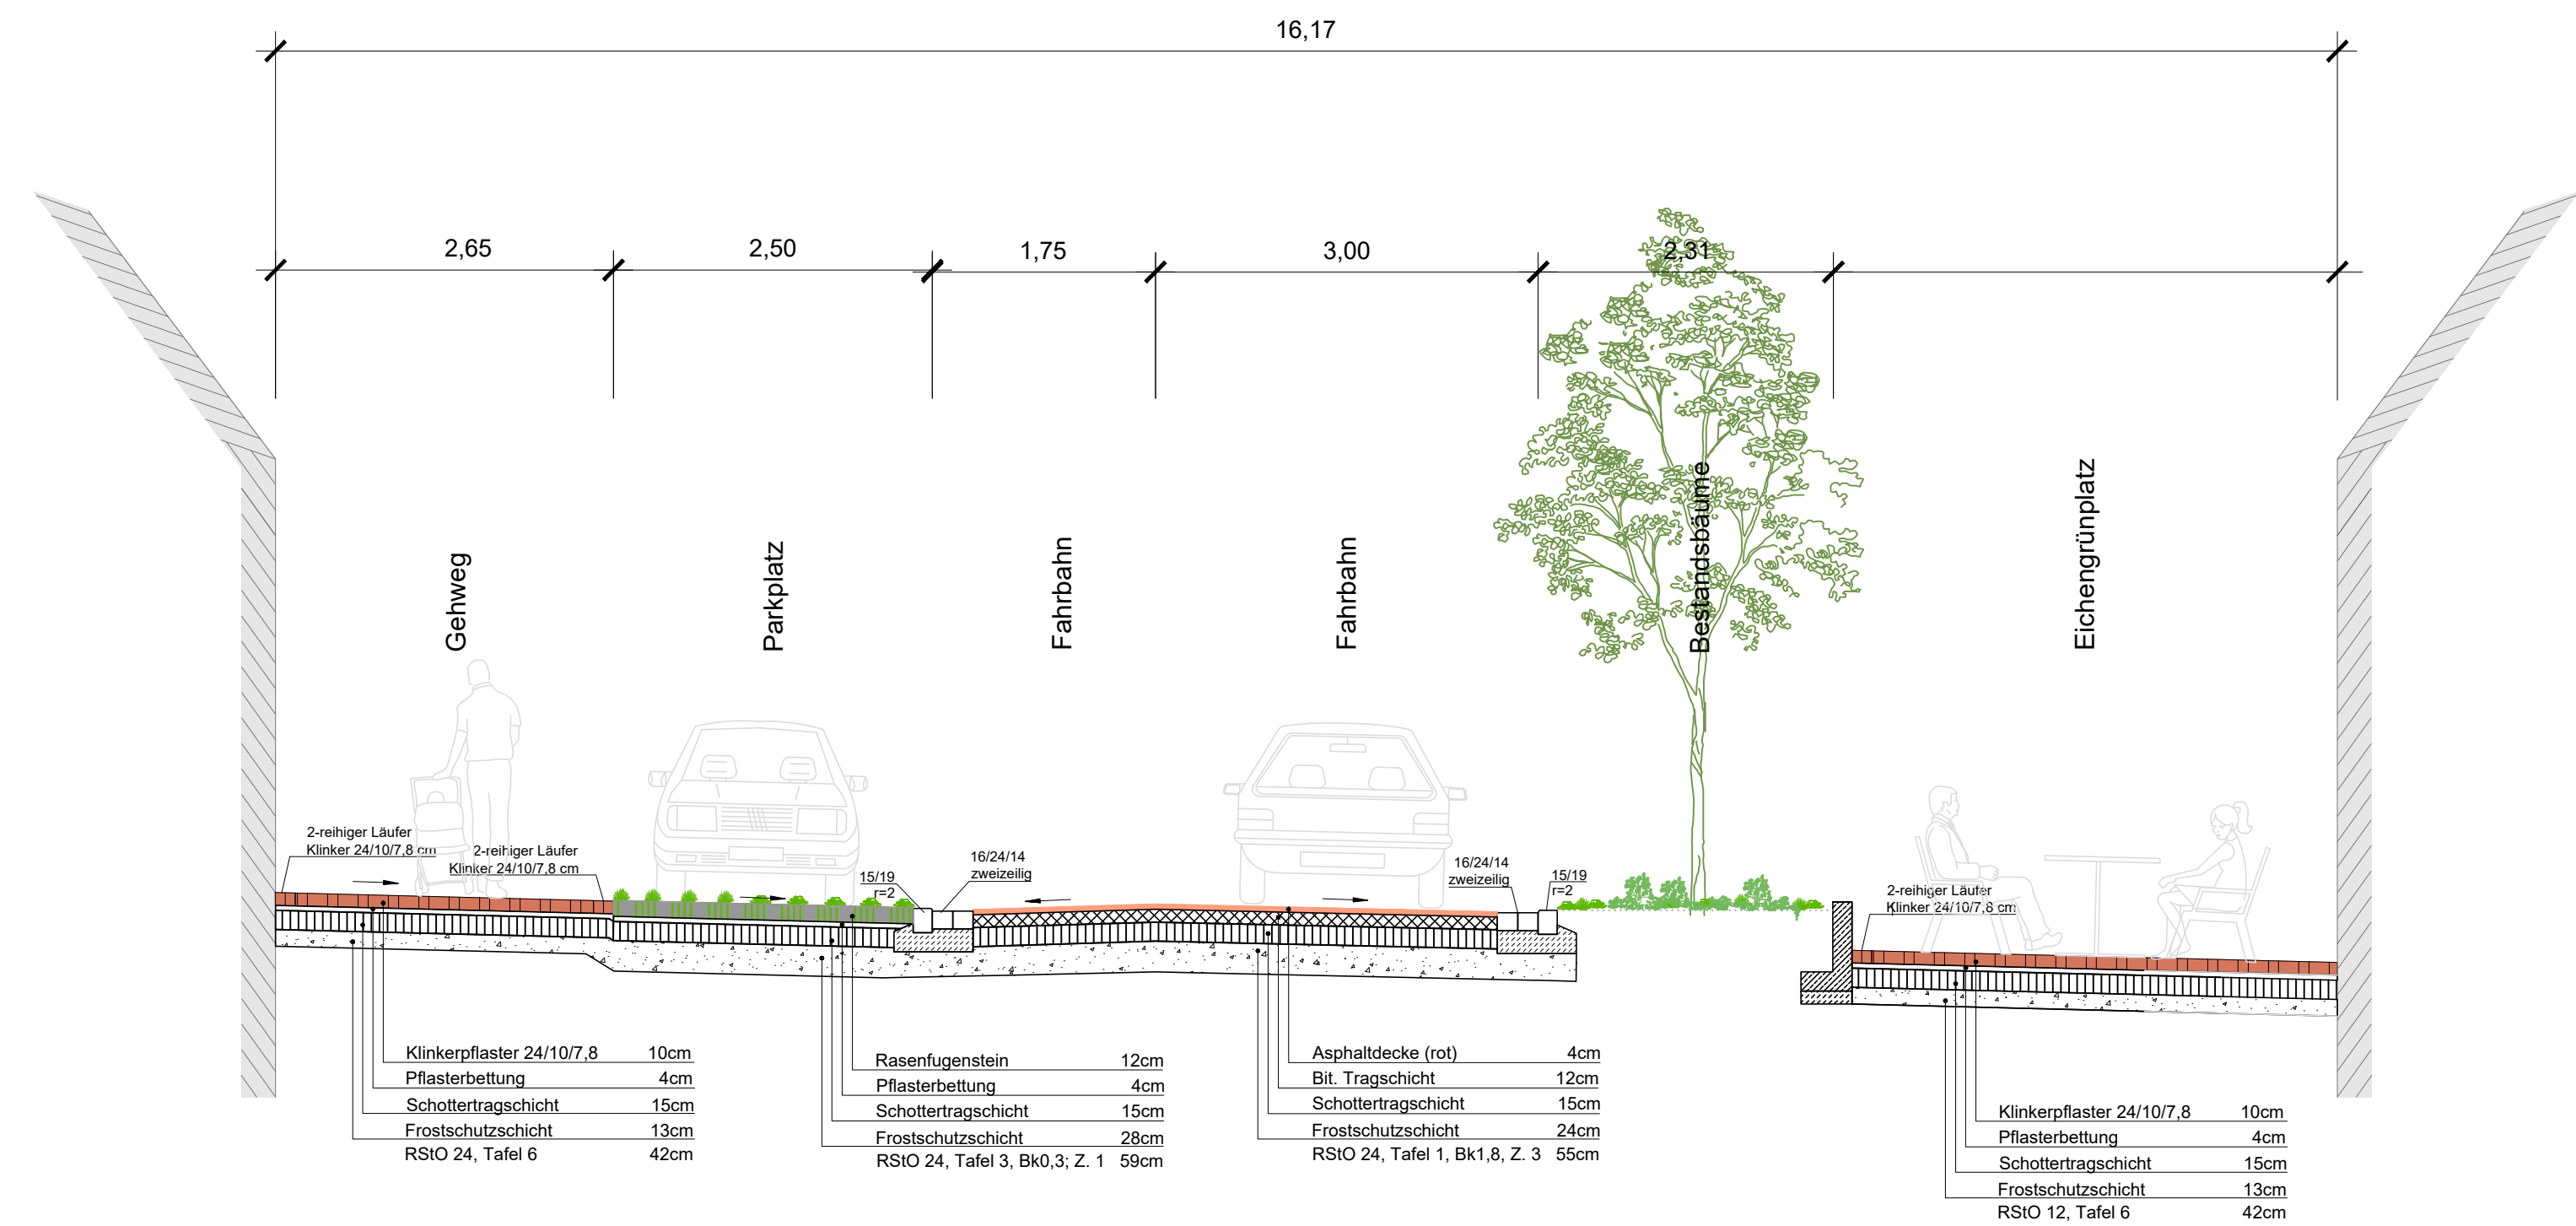 16,17
2,65
2,50
1,75
3,00
2,31
Gehweg
Parkplatz
Fahrbahn
Fahrbahn
Bestandsbäume
Eichengrünplatz
2-reihiger Läufer
Klinker 24/10/7,8 cm
2-reihiger Läufer
Klinker 24/10/7,8 cm
15/19
r=2
16/24/14
zweizeilig
16/24/14
zweizeilig
15/19
r=2
2-reihiger Läufer
Klinker 24/10/7,8 cm
Klinkerpflaster 24/10/7,8 10cm
Pflasterbettung 4cm
Schottertragschicht 15cm
Frostschutzschicht 13cm
RStO 24, Tafel 6 42cm
Rasenfugenstein 12cm
Pflasterbettung 4cm
Schottertragschicht 15cm
Frostschutzschicht 28cm
RStO 24, Tafel 3, Bk0,3; Z. 1 59cm
Asphaltdecke (rot) 4cm
Bit. Tragschicht 12cm
Schottertragschicht 15cm
Frostschutzschicht 24cm
RStO 24, Tafel 1, Bk1,8, Z. 3 55cm
Klinkerpflaster 24/10/7,8 10cm
Pflasterbettung 4cm
Schottertragschicht 15cm
Frostschutzschicht 13cm
RStO 12, Tafel 6 42cm